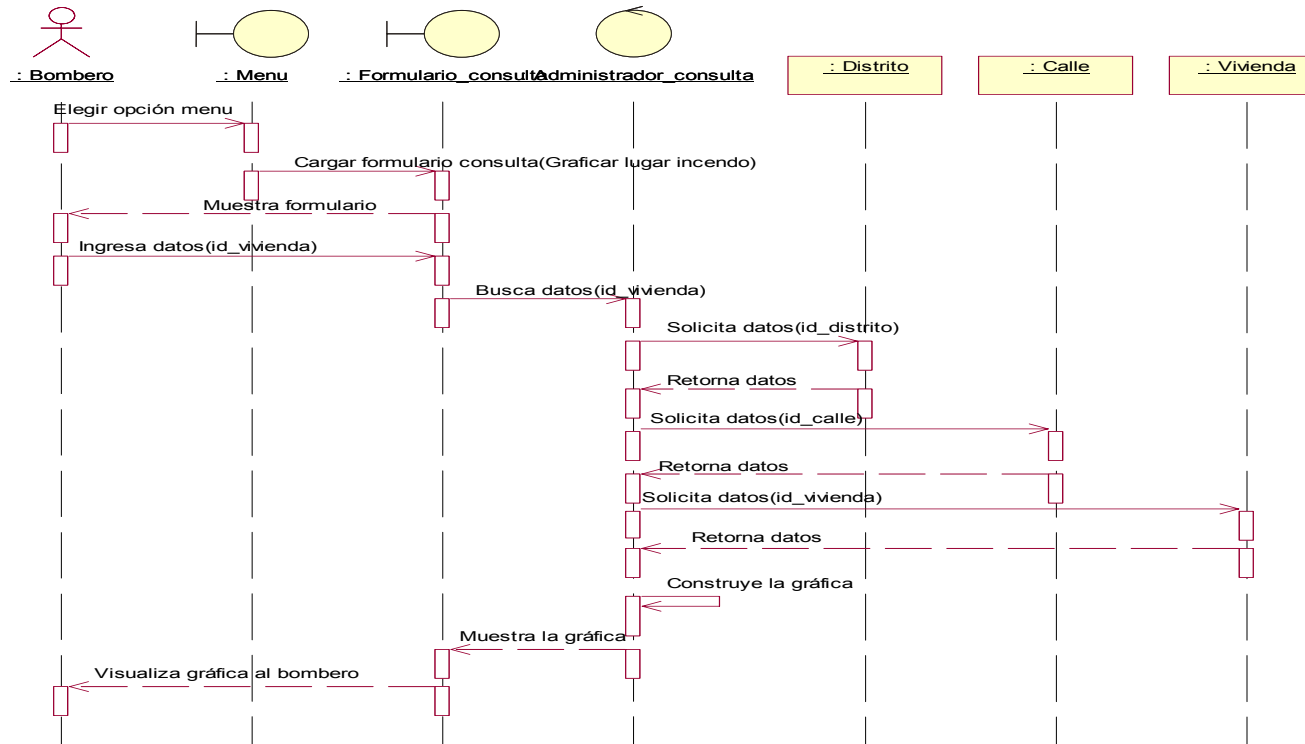 : Bombero
: Menu
: Formulario_consulta
Administrador_consulta
: Distrito
: Calle
: Vivienda
Elegir opción menu
Cargar formulario consulta(Graficar lugar incendo)
Muestra formulario
Ingresa datos(id_vivienda)
Busca datos(id_vivienda)
Solicita datos(id_distrito)
Retorna datos
Solicita datos(id_calle)
Retorna datos
Solicita datos(id_vivienda)
Retorna datos
Construye la gráfica
Muestra la gráfica
Visualiza gráfica al bombero